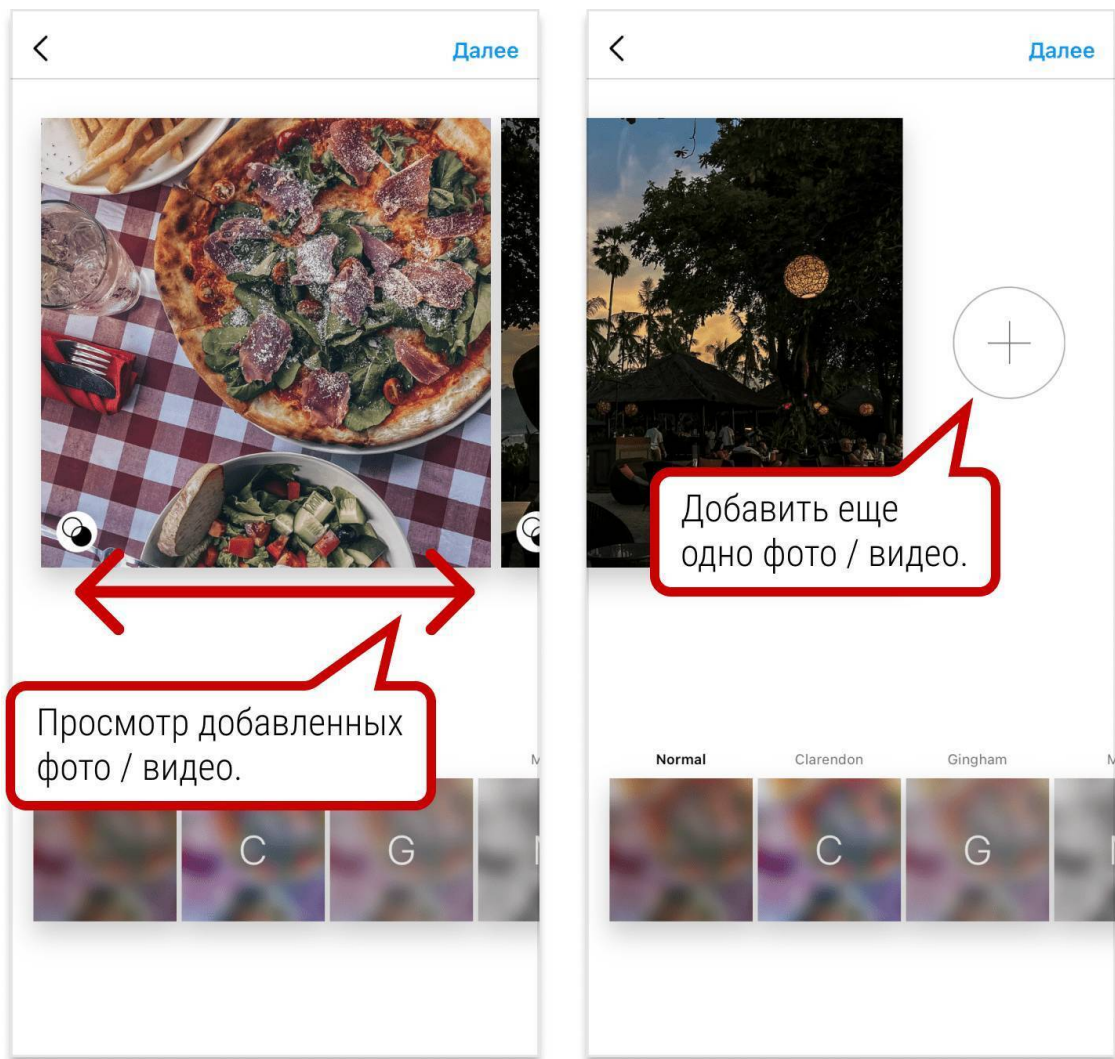 Далее
Просмотр добавленных
фото / видео.
C
G
Далее
Добавить еще
одно фото / видео.
Normal
Clarendon
Gingham
C
G